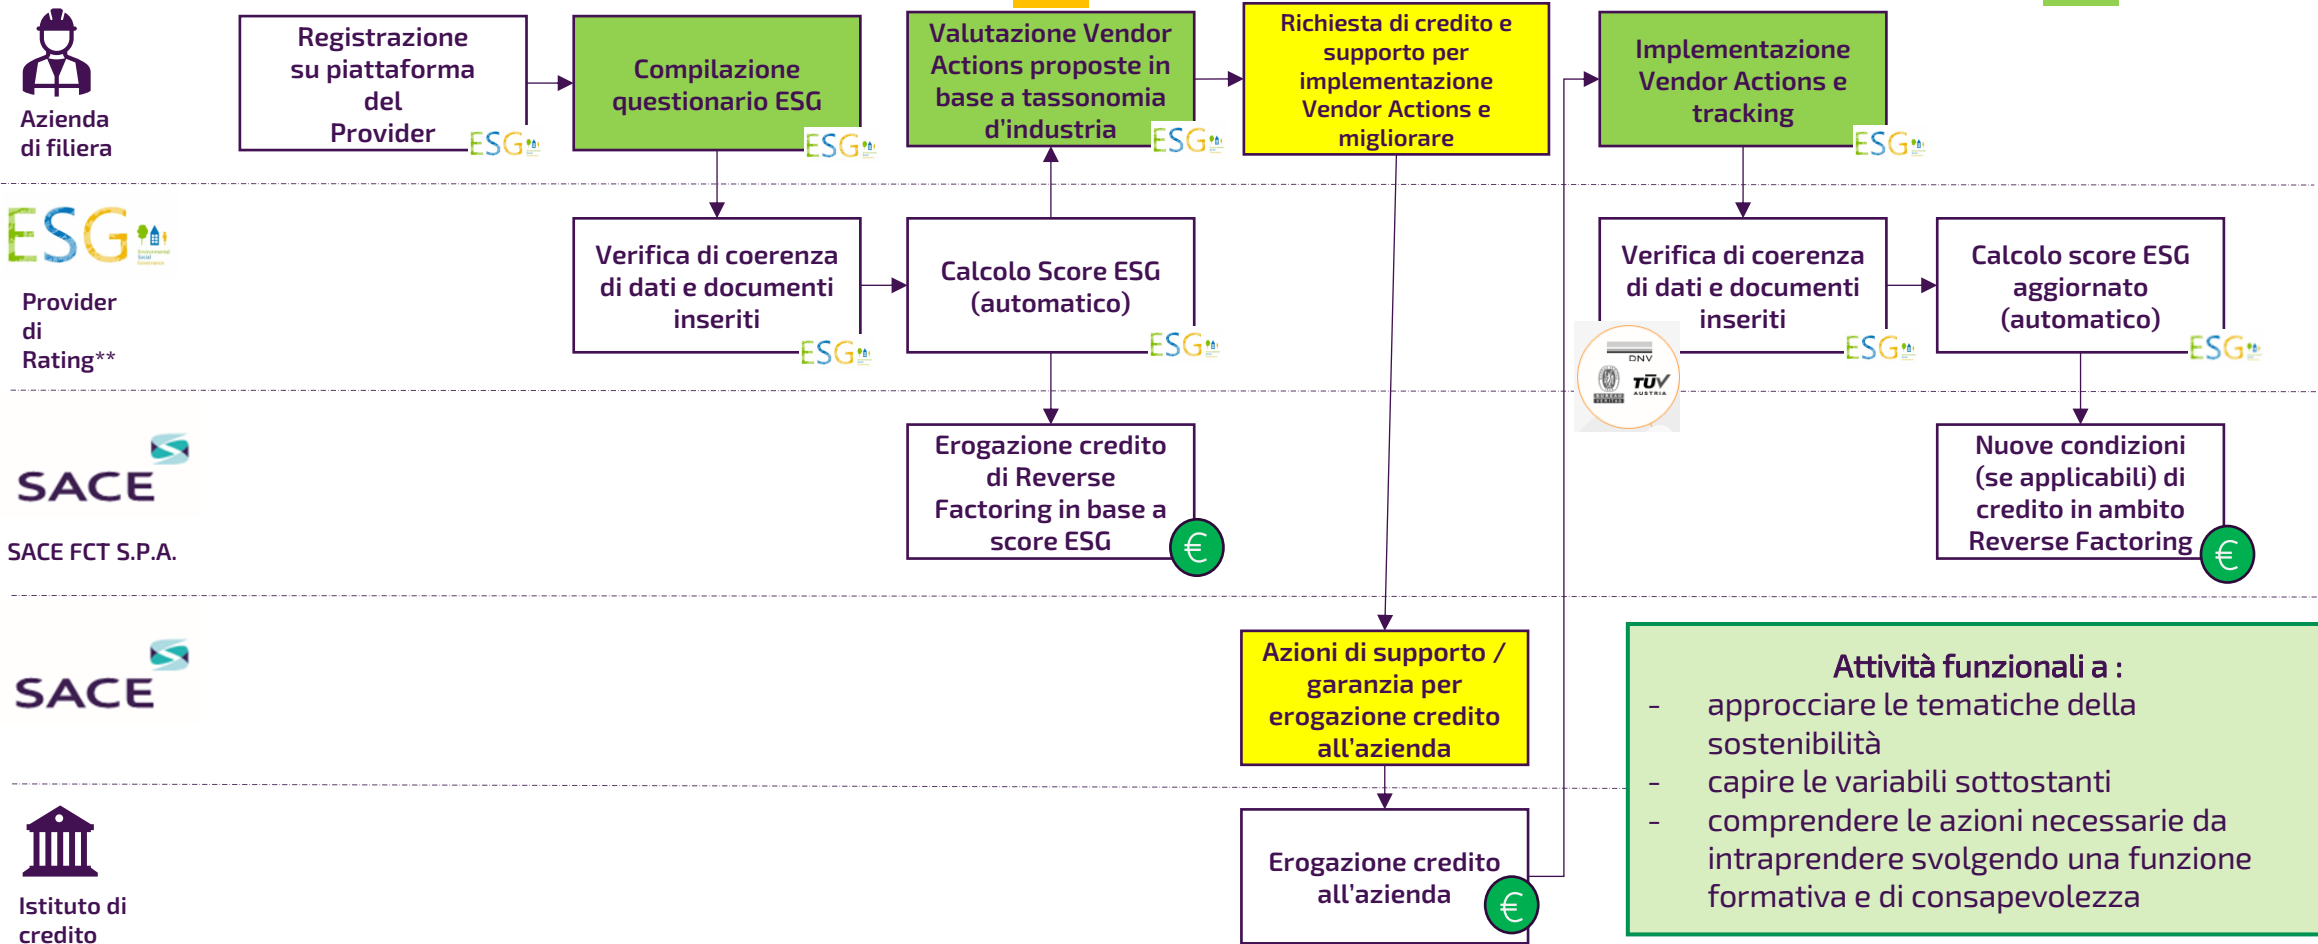 Azienda
di filiera
Registrazione
su piattaforma
del
Provider
ESG
Compilazione
questionario ESG
ESG
Valutazione Vendor
Actions proposte in
base a tassonomia
d'industria
ESG
Richiesta di credito e
supporto per
implementazione
Vendor Actions e
migliorare
Implementazione
Vendor Actions e
tracking
ESG
ESG
Environmental
Social
Governance
Provider
di
Rating**
Verifica di coerenza
di dati e documenti
inseriti
ESG
Calcolo Score ESG
(automatico)
ESG
Verifica di coerenza
di dati e documenti
inseriti
ESG
DNV
BUREAU
VERITAS
TÜV
AUSTRIA
Calcolo score ESG
aggiornato
(automatico)
ESG
SACE
SACE FCT S.P.A.
Erogazione credito
di Reverse
Factoring in base a
score ESG
€
Nuove condizioni
(se applicabili) di
credito in ambito
Reverse Factoring
€
SACE
Azioni di supporto /
garanzia per
erogazione credito
all'azienda
Istituto di
credito
Erogazione credito
all'azienda
€
Attività funzionali a :
- approcciare le tematiche della
sostenibilità
- capire le variabili sottostanti
- comprendere le azioni necessarie da
intraprendere svolgendo una funzione
formativa e di consapevolezza